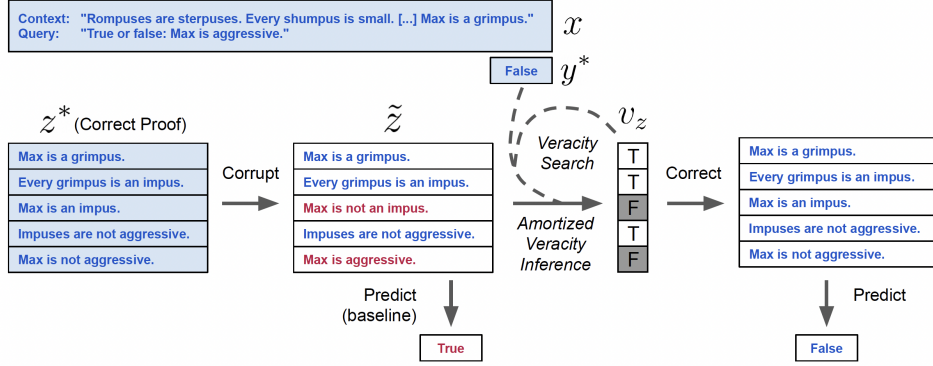 Context: "Rompuses are sterpuses. Every shumpus is small. [...] Max is a grimpus."
Query: "True or false: Max is aggressive."
x
False
y*
z* (Correct Proof)
z̃
v_z
Max is a grimpus.
Every grimpus is an impus.
Max is an impus.
Impuses are not aggressive.
Max is not aggressive.
Corrupt
Max is a grimpus.
Every grimpus is an impus.
Max is not an impus.
Impuses are not aggressive.
Max is aggressive.
Veracity
Search
Amortized
Veracity
Inference
T
T
F
T
F
Correct
Max is a grimpus.
Every grimpus is an impus.
Max is an impus.
Impuses are not aggressive.
Max is not aggressive.
Predict
(baseline)
True
Predict
False